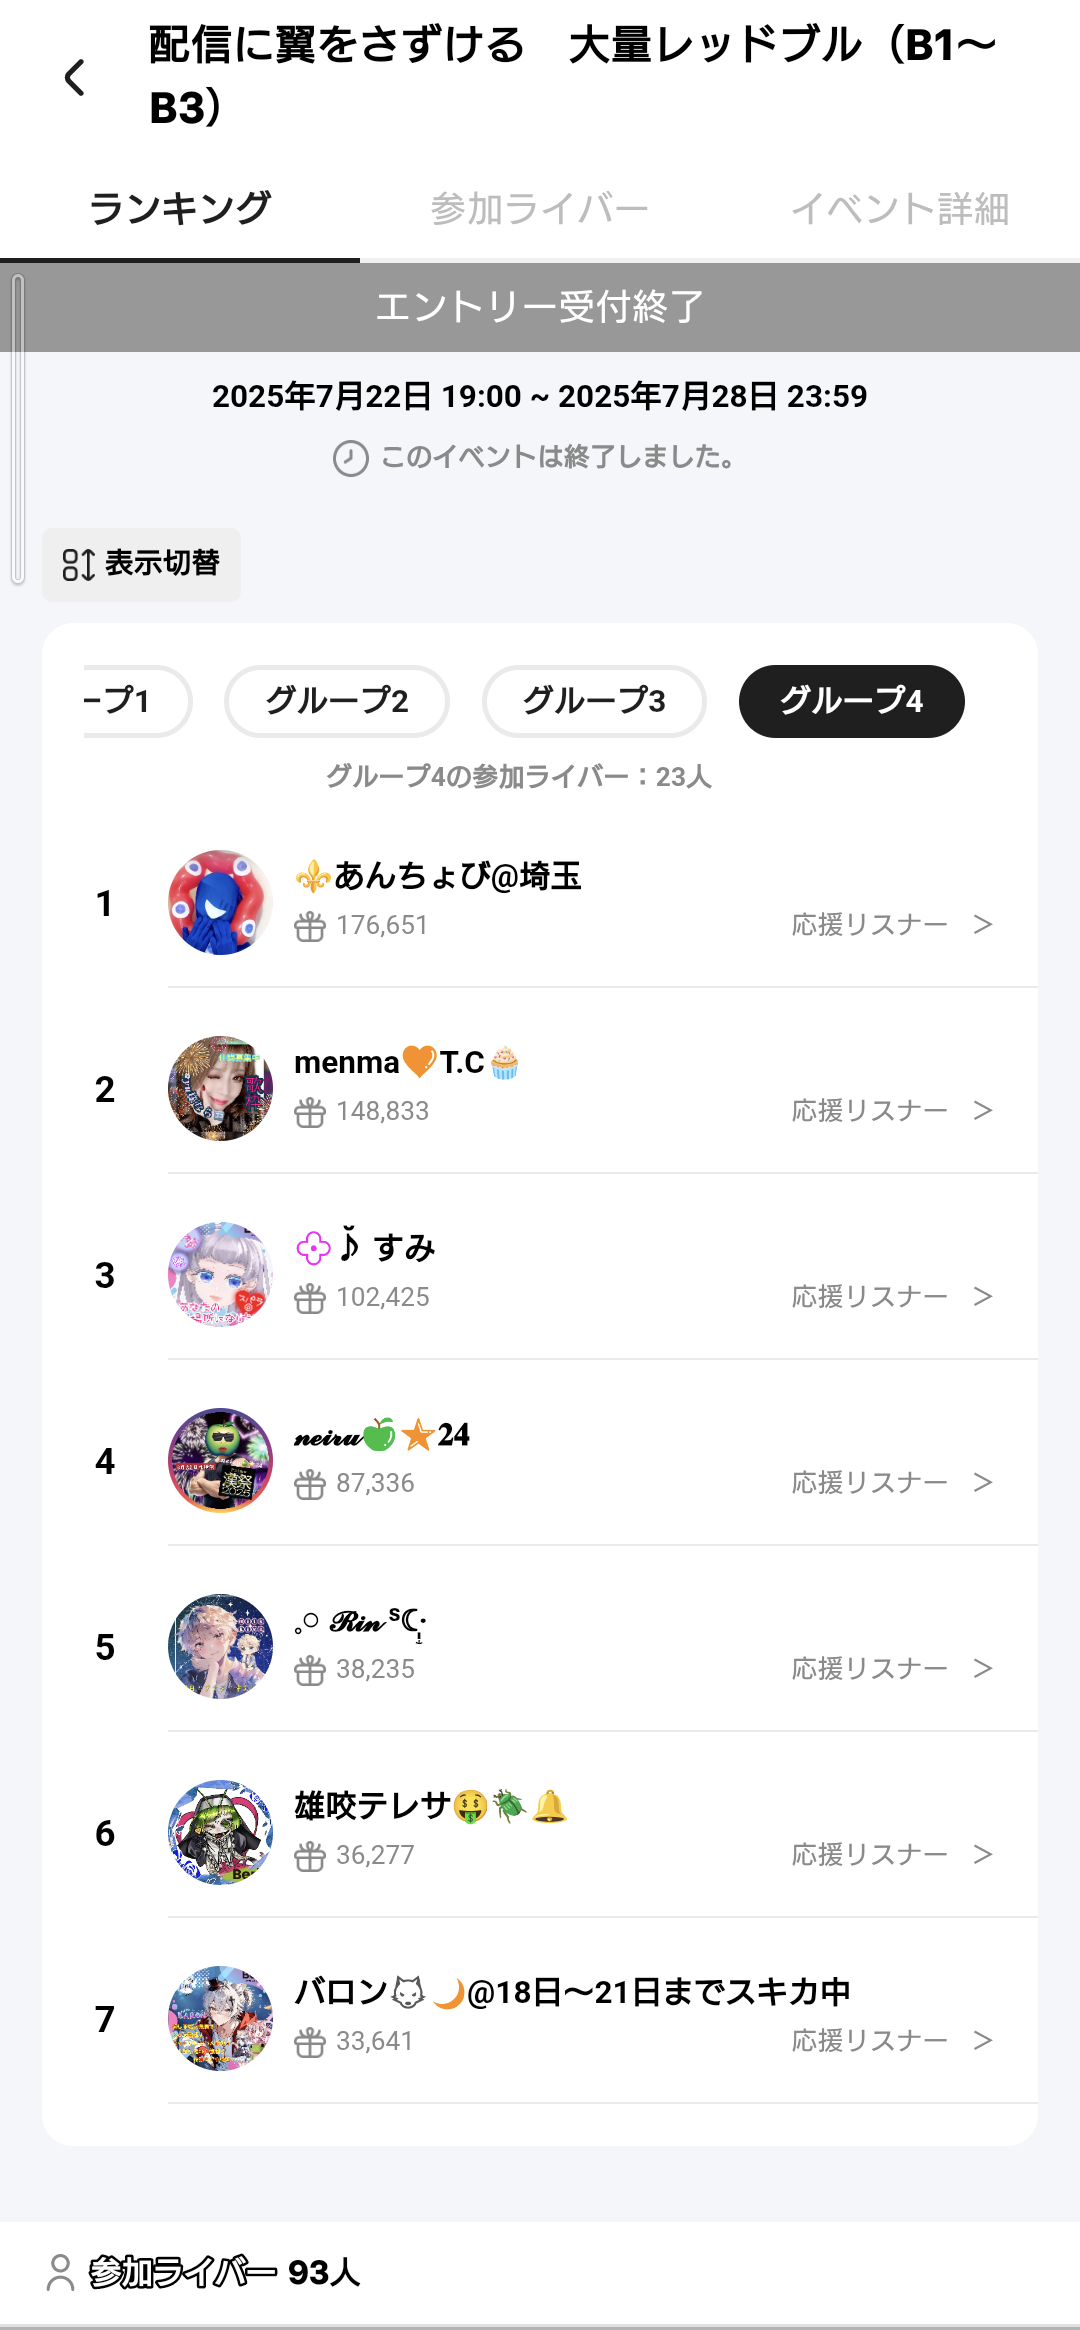 配信に翼をさずける　大量レッドブル（B1〜
B3）
ランキング
参加ライバー
イベント詳細
エントリー受付終了
2025年7月22日 19:00 ~ 2025年7月28日 23:59
このイベントは終了しました。
表示切替
ープ1
グループ2
グループ3
グループ4
グループ4の参加ライバー：23人
1
⚜️あんちょび@埼玉
176,651
応援リスナー ＞
2
menma🧡T.C🧁
148,833
応援リスナー ＞
3
すみ
102,425
応援リスナー ＞
4
𝓷𝓮𝓲𝓻𝓾🍏⭐𝟐𝟒
87,336
応援リスナー ＞
5
𝓡𝓲𝓷 ˢ☾
38,235
応援リスナー ＞
6
雄咬テレサ🤑🪲🔔
36,277
応援リスナー ＞
7
バロン🐺🌙@18日〜21日までスキカ中
33,641
応援リスナー ＞
参加ライバー 93人